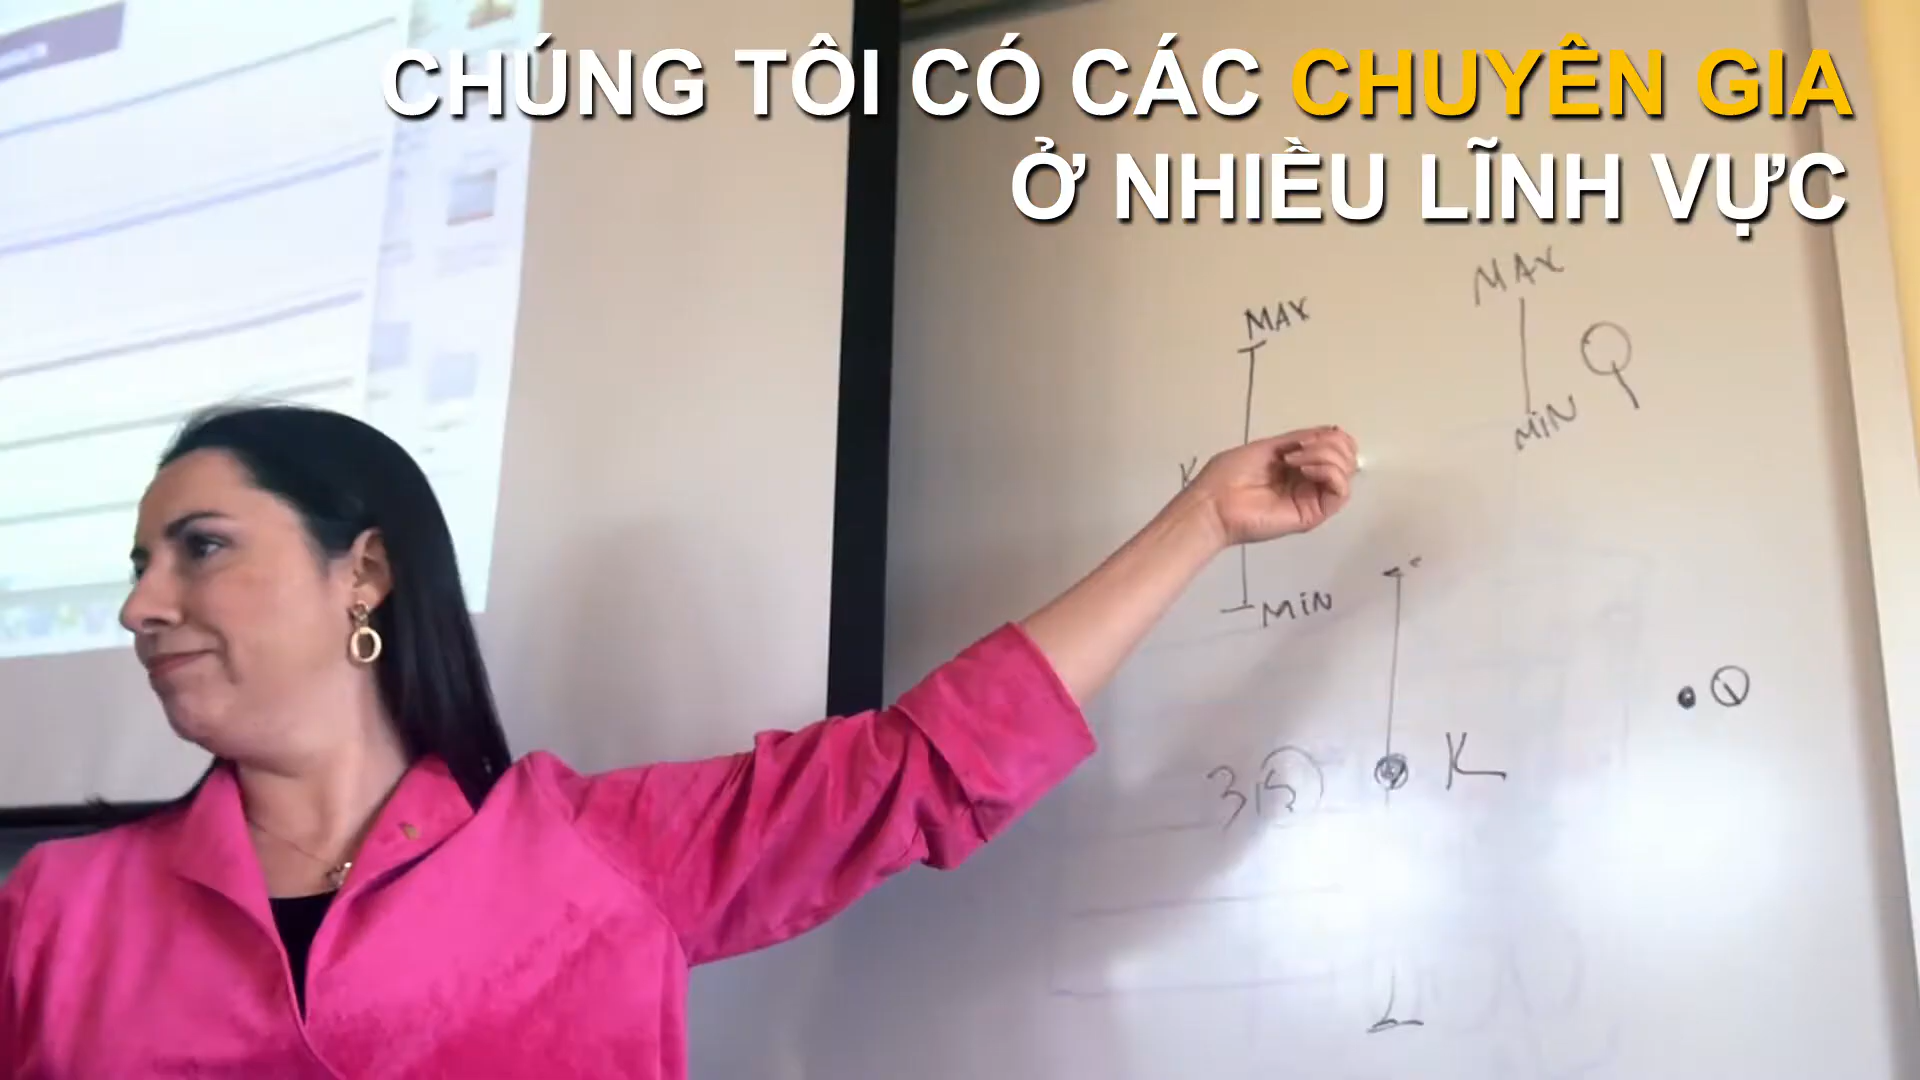 CHÚNG TÔI CÓ CÁC CHUYÊN GIA
Ở NHIỀU LĨNH VỰC
MAX
MAX
Q
MIN
K
MIN
Q
K